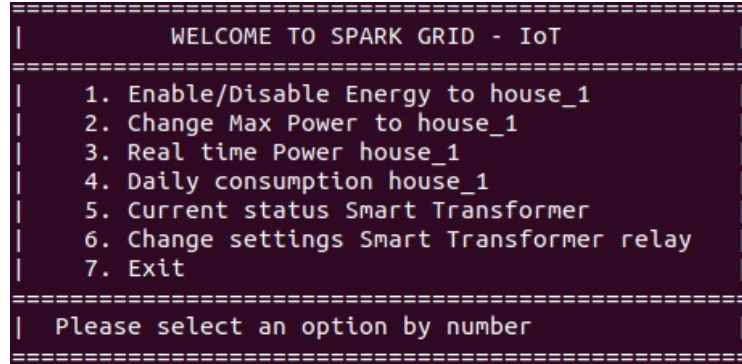 ==================================================
| WELCOME TO SPARK GRID - IoT |
==================================================
| 1. Enable/Disable Energy to house_1 |
| 2. Change Max Power to house_1 |
| 3. Real time Power house_1 |
| 4. Daily consumption house_1 |
| 5. Current status Smart Transformer |
| 6. Change settings Smart Transformer relay |
| 7. Exit |
==================================================
| Please select an option by number |
==================================================